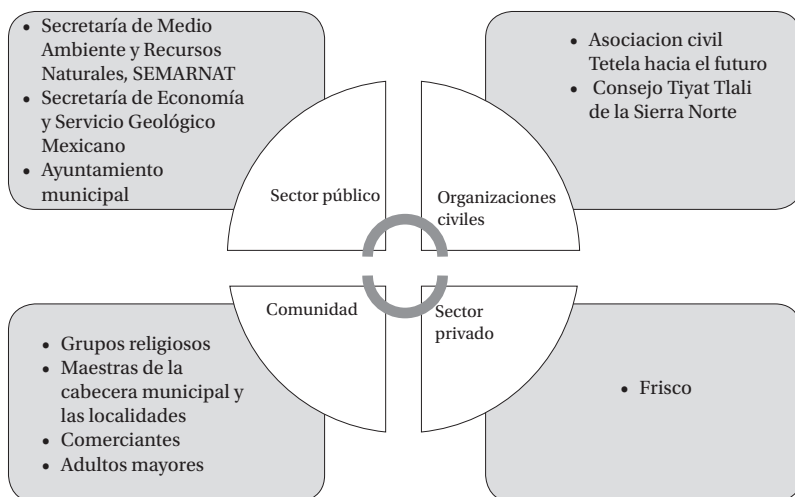 • Secretaría de Medio
Ambiente y Recursos
Naturales, SEMARNAT
• Secretaría de Economía
y Servicio Geológico
Mexicano
• Ayuntamiento
municipal
Sector público
• Asociacion civil
Tetela hacia el futuro
• Consejo Tiyat Tlali
de la Sierra Norte
Organizaciones
civiles
Comunidad
• Grupos religiosos
• Maestras de la
cabecera municipal y
las localidades
• Comerciantes
• Adultos mayores
Sector
privado
• Frisco